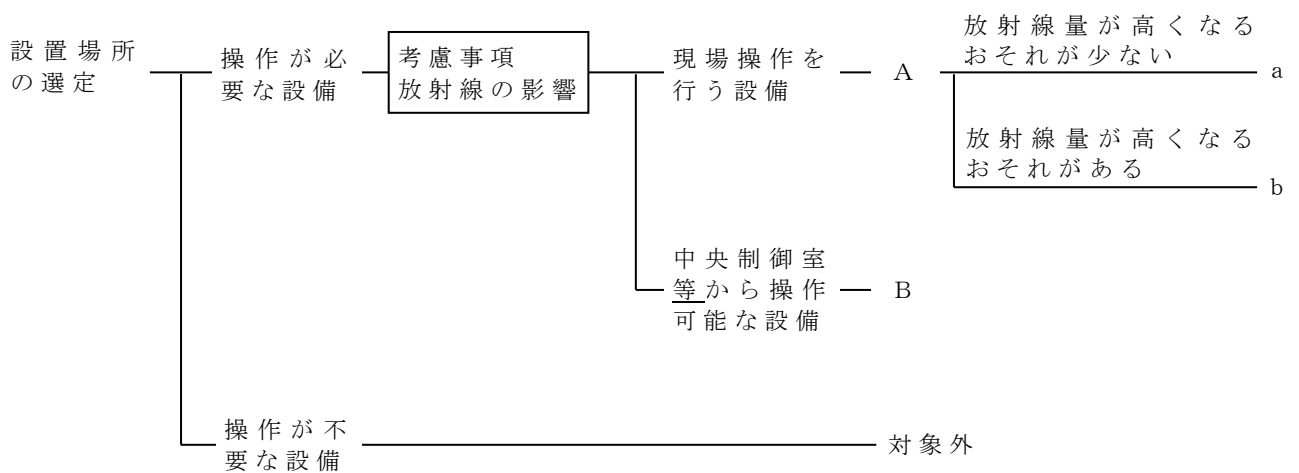 設置場所
の選定
操作が必
要な設備
考慮事項
放射線の影響
現場操作を
行う設備
A
放射線量が高くなる
おそれが少ない
a
放射線量が高くなる
おそれがある
b
中央制御室
等から操作
可能な設備
B
操作が不
要な設備
対象外